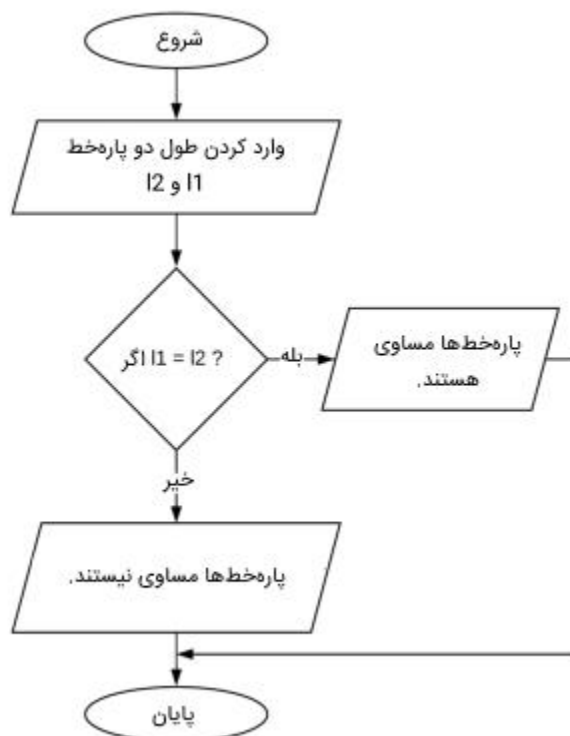 شروع
وارد کردن طول دو پاره‌خط
l1 و l2
اگر l1 = l2 ?
بله
پاره‌خط‌ها مساوی
هستند.
خیر
پاره‌خط‌ها مساوی نیستند.
پایان